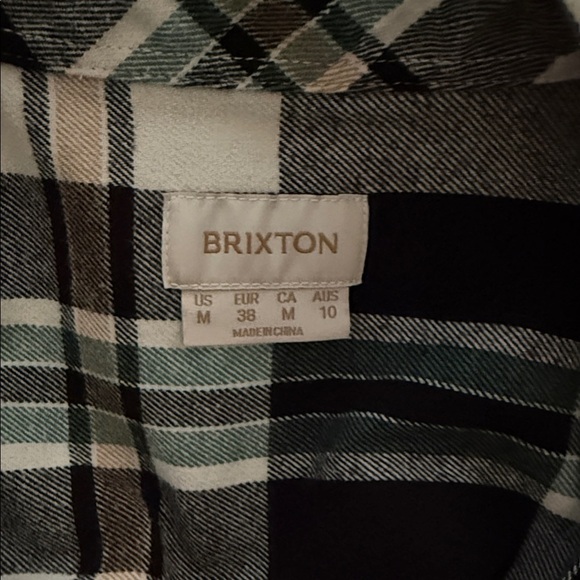 BRIXTON
US EUR CA AUS
M 38 M 10
MADE IN CHINA